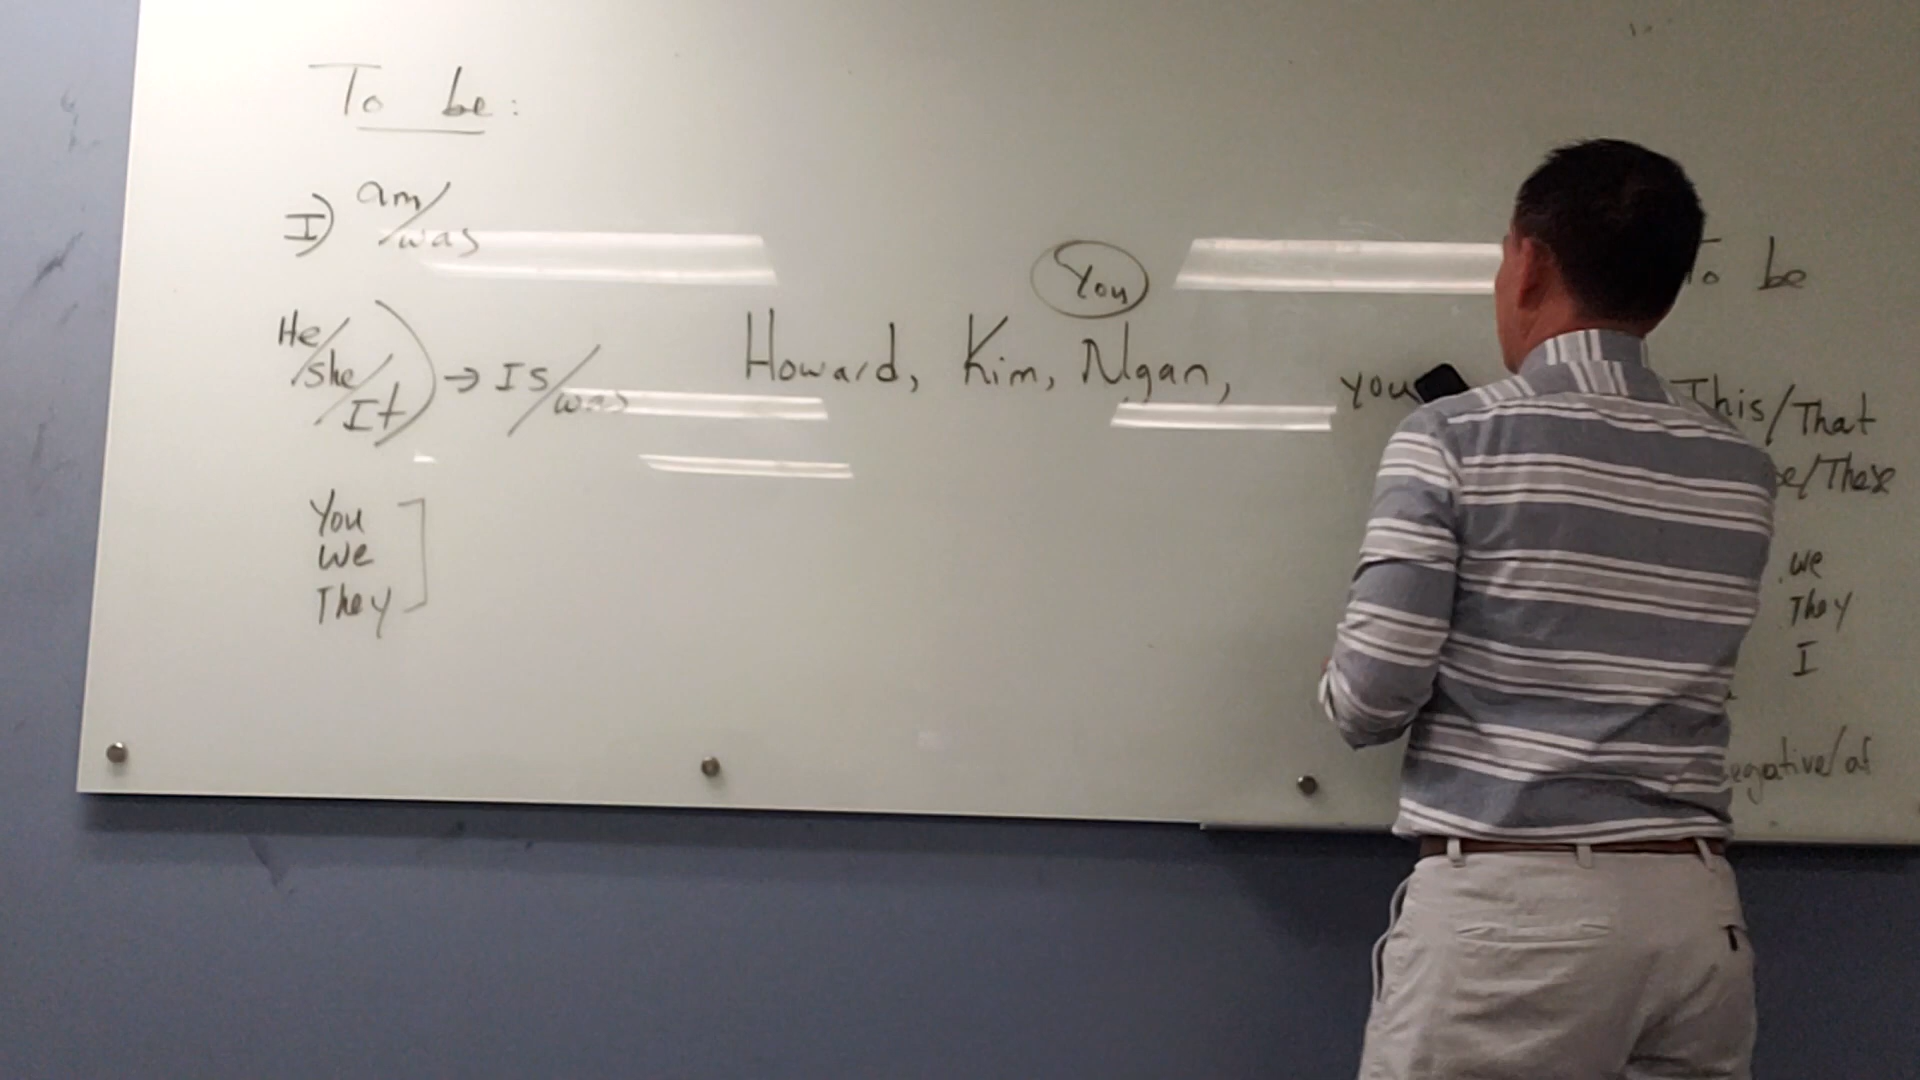 To be:
I) am/was
He/she/It) → Is/was
You
we
They
You
Howard, Kim, Ngan,
you
To be
This/That
/These
we
They
I